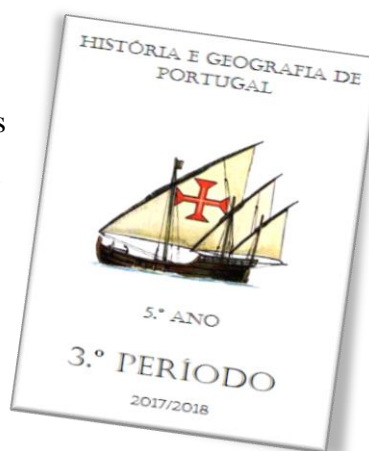 HISTÓRIA E GEOGRAFIA DE
PORTUGAL
s
5.º ANO
3.º PERÍODO
2017/2018